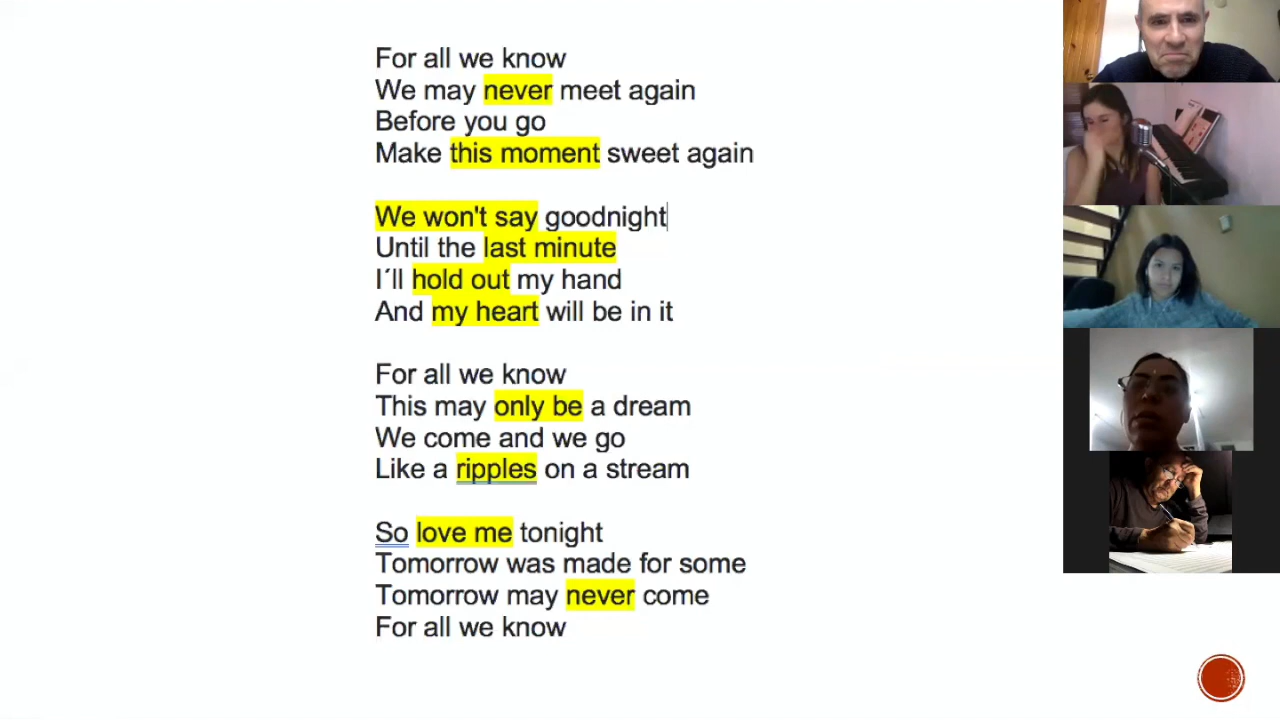 For all we know
We may never meet again
Before you go
Make this moment sweet again
We won't say goodnight
Until the last minute
I´ll hold out my hand
And my heart will be in it
For all we know
This may only be a dream
We come and we go
Like a ripples on a stream
So love me tonight
Tomorrow was made for some
Tomorrow may never come
For all we know